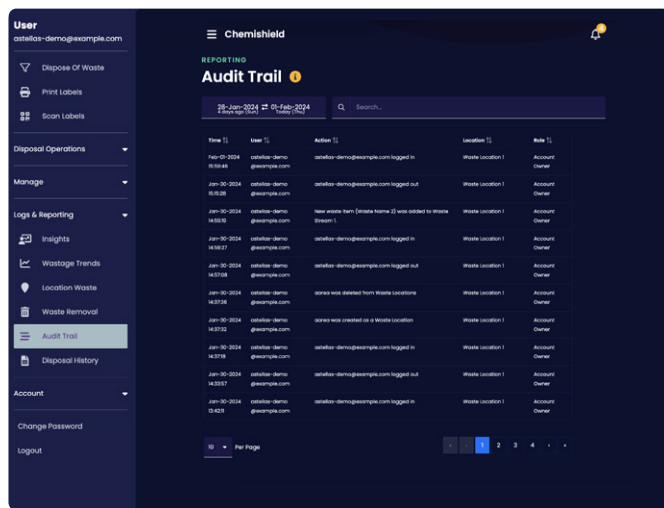 User
astellas-demo@example.com
Dispose Of Waste
Print Labels
Scan Labels
Disposal Operations
Manage
Logs & Reporting
Insights
Wastage Trends
Location Waste
Waste Removal
Audit Trail
Disposal History
Account
Change Password
Logout
Chemishield
REPORTING
Audit Trail
28-Jan-2024 01-Feb-2024
4 days ago (Sun) Today (Thu)
Search...
Time User Action Location Role
Feb-01-2024 astellas-demo astellas-demo@example.com logged in Waste Location 1 Account
15:59:46 @example.com Owner
Jan-30-2024 astellas-demo astellas-demo@example.com logged out Waste Location 1 Account
15:15:28 @example.com Owner
Jan-30-2024 astellas-demo New waste item (Waste Name 2) was added to Waste Waste Location 1 Account
14:59:10 @example.com Stream 1. Owner
Jan-30-2024 astellas-demo astellas-demo@example.com logged in Waste Location 1 Account
14:58:27 @example.com Owner
Jan-30-2024 astellas-demo astellas-demo@example.com logged out Waste Location 1 Account
14:57:08 @example.com Owner
Jan-30-2024 astellas-demo aarea was deleted from Waste Locations Waste Location 1 Account
14:37:36 @example.com Owner
Jan-30-2024 astellas-demo aarea was created as a Waste Location Waste Location 1 Account
14:37:32 @example.com Owner
Jan-30-2024 astellas-demo astellas-demo@example.com logged in Waste Location 1 Account
14:37:18 @example.com Owner
Jan-30-2024 astellas-demo astellas-demo@example.com logged out Waste Location 1 Account
14:33:57 @example.com Owner
Jan-30-2024 astellas-demo astellas-demo@example.com logged in Waste Location 1 Account
13:42:11 @example.com Owner
10 Per Page 1 2 3 4